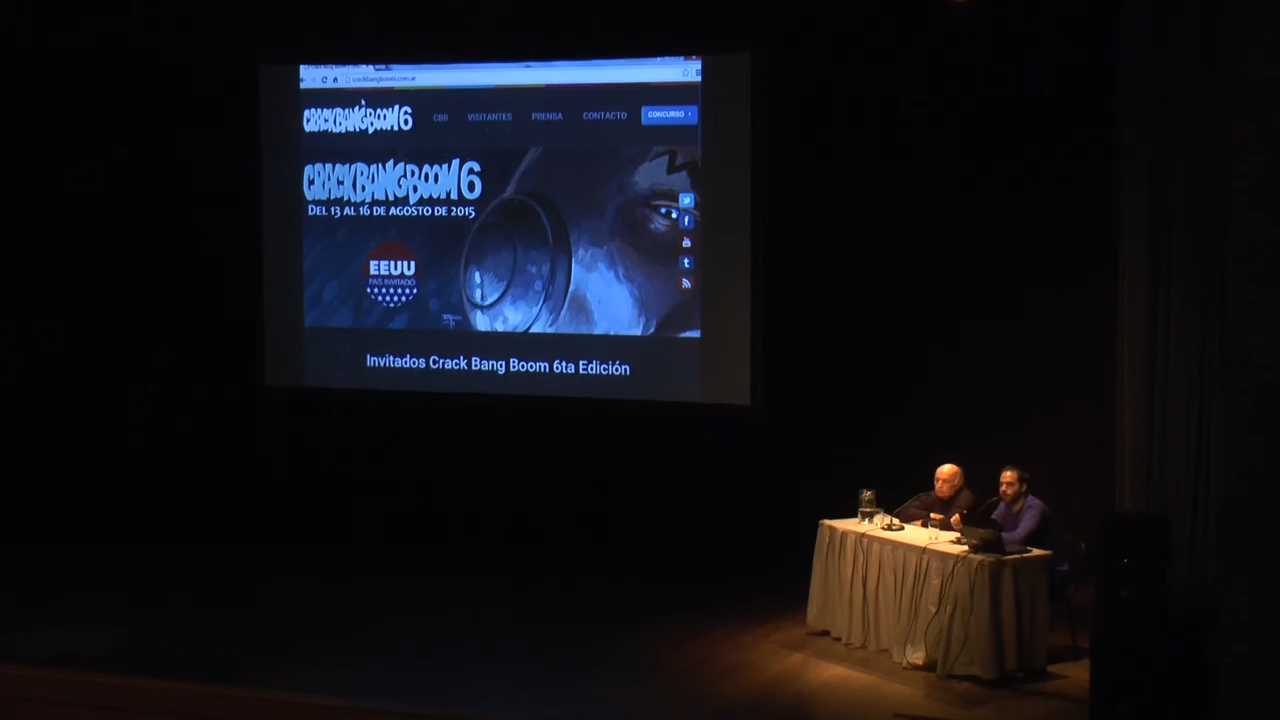 crackbangboom.com.ar
CRACKBANGBOOM6
CBB VISITANTES PRENSA CONTACTO CONCURSO
CRACKBANGBOOM6
DEL 13 AL 16 DE AGOSTO DE 2015
EEUU
PAÍS INVITADO
Invitados Crack Bang Boom 6ta Edición